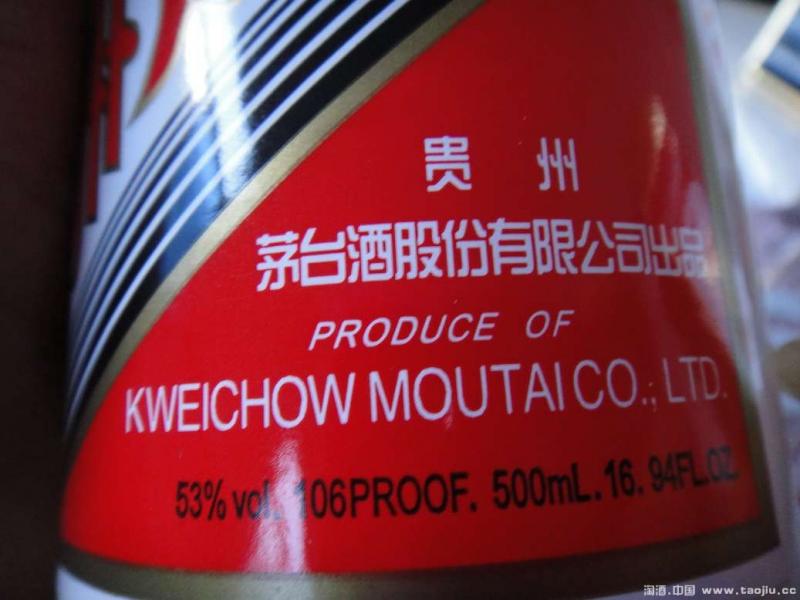 贵州
茅台酒股份有限公司出品
PRODUCE OF
KWEICHOW MOUTAI CO., LTD.
53% vol. 106PROOF. 500mL. 16. 94FL.OZ
淘酒.中国 www.taojiu.cc